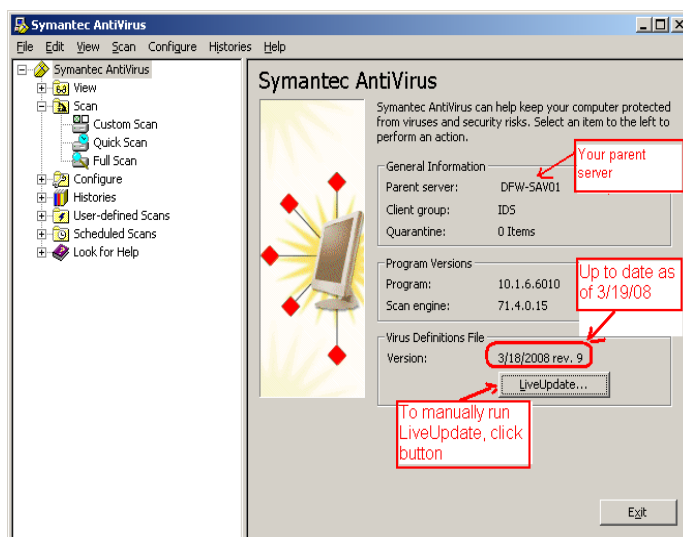 Symantec AntiVirus
File Edit View Scan Configure Histories Help
Symantec AntiVirus
View
Scan
Custom Scan
Quick Scan
Full Scan
Configure
Histories
User-defined Scans
Scheduled Scans
Look for Help
Symantec AntiVirus
Symantec AntiVirus can help keep your computer protected
from viruses and security risks. Select an item to the left to
perform an action.
Your parent
server
General Information
Parent server: DFW-SAV01
Client group: IDS
Quarantine: 0 Items
Up to date as
of 3/19/08
Program Versions
Program: 10.1.6.6010
Scan engine: 71.4.0.15
Virus Definitions File
Version: 3/18/2008 rev. 9
LiveUpdate...
To manually run
LiveUpdate, click
button
Exit